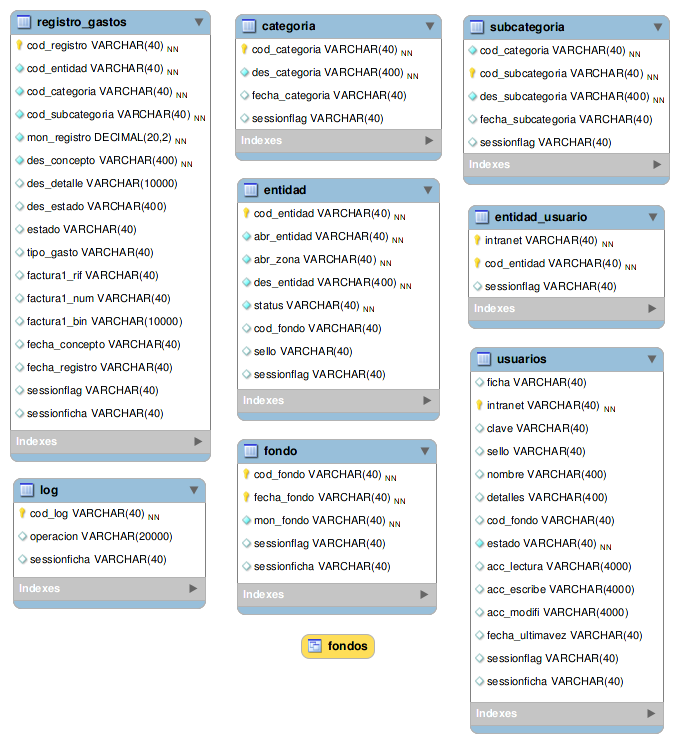 registro_gastos
cod_registro VARCHAR(40) NN
cod_entidad VARCHAR(40) NN
cod_categoria VARCHAR(40) NN
cod_subcategoria VARCHAR(40) NN
mon_registro DECIMAL(20,2) NN
des_concepto VARCHAR(400) NN
des_detalle VARCHAR(10000)
des_estado VARCHAR(400)
estado VARCHAR(40)
tipo_gasto VARCHAR(40)
factura1_rif VARCHAR(40)
factura1_num VARCHAR(40)
factura1_bin VARCHAR(10000)
fecha_concepto VARCHAR(40)
fecha_registro VARCHAR(40)
sessionflag VARCHAR(40)
sessionficha VARCHAR(40)
Indexes
log
cod_log VARCHAR(40) NN
operacion VARCHAR(20000)
sessionficha VARCHAR(40)
Indexes
categoria
cod_categoria VARCHAR(40) NN
des_categoria VARCHAR(400) NN
fecha_categoria VARCHAR(40)
sessionflag VARCHAR(40)
Indexes
entidad
cod_entidad VARCHAR(40) NN
abr_entidad VARCHAR(40) NN
abr_zona VARCHAR(40) NN
des_entidad VARCHAR(400) NN
status VARCHAR(40) NN
cod_fondo VARCHAR(40)
sello VARCHAR(40)
sessionflag VARCHAR(40)
Indexes
fondo
cod_fondo VARCHAR(40) NN
fecha_fondo VARCHAR(40) NN
mon_fondo VARCHAR(40) NN
sessionflag VARCHAR(40)
sessionficha VARCHAR(40)
Indexes
fondos
subcategoria
cod_categoria VARCHAR(40) NN
cod_subcategoria VARCHAR(40) NN
des_subcategoria VARCHAR(400) NN
fecha_subcategoria VARCHAR(40)
sessionflag VARCHAR(40)
Indexes
entidad_usuario
intranet VARCHAR(40) NN
cod_entidad VARCHAR(40) NN
sessionflag VARCHAR(40)
Indexes
usuarios
ficha VARCHAR(40)
intranet VARCHAR(40) NN
clave VARCHAR(40)
sello VARCHAR(40)
nombre VARCHAR(400)
detalles VARCHAR(400)
cod_fondo VARCHAR(40)
estado VARCHAR(40) NN
acc_lectura VARCHAR(4000)
acc_escribe VARCHAR(4000)
acc_modifi VARCHAR(4000)
fecha_ultimavez VARCHAR(40)
sessionflag VARCHAR(40)
sessionficha VARCHAR(40)
Indexes